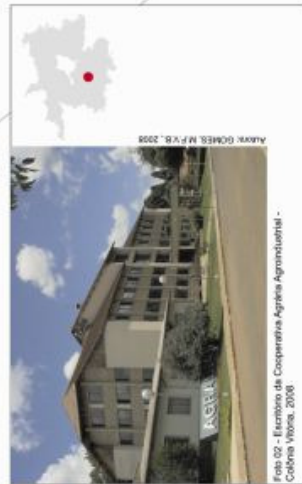 Autora: GOMES, M.F.V.B., 2008
AGRÁRIA
Foto 02 - Escritório da Cooperativa Agrária Agroindustrial -
Colônia Vitória, 2008